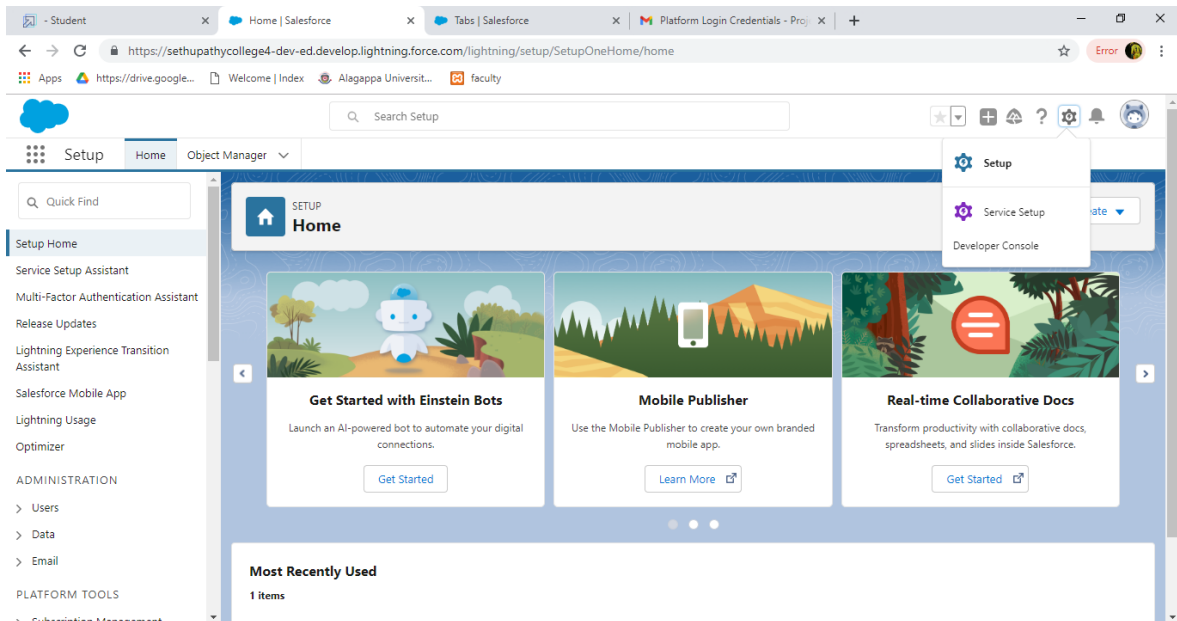 - Student
Home | Salesforce
Tabs | Salesforce
Platform Login Credentials - Proj
https://sethupathycollege4-dev-ed.develop.lightning.force.com/lightning/setup/SetupOneHome/home
Error
Apps
https://drive.google...
Welcome | Index
Alagappa Universit...
faculty
Search Setup
Setup
Home
Object Manager
Setup
Service Setup
Developer Console
Quick Find
SETUP
Home
Setup Home
Service Setup Assistant
Multi-Factor Authentication Assistant
Release Updates
Lightning Experience Transition
Assistant
Salesforce Mobile App
Lightning Usage
Optimizer
ADMINISTRATION
Users
Data
Email
PLATFORM TOOLS
Subscription Management
Get Started with Einstein Bots
Launch an AI-powered bot to automate your digital
connections.
Get Started
Mobile Publisher
Use the Mobile Publisher to create your own branded
mobile app.
Learn More
Real-time Collaborative Docs
Transform productivity with collaborative docs,
spreadsheets, and slides inside Salesforce.
Get Started
Most Recently Used
1 items